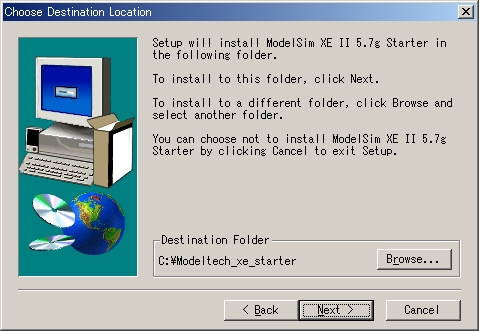 Choose Destination Location
Setup will install ModelSim XE II 5.7g Starter in
the following folder.
To install to this folder, click Next.
To install to a different folder, click Browse and
select another folder.
You can choose not to install ModelSim XE II 5.7g
Starter by clicking Cancel to exit Setup.
Destination Folder
C:¥Modeltech_xe_starter
Browse...
< Back
Next >
Cancel